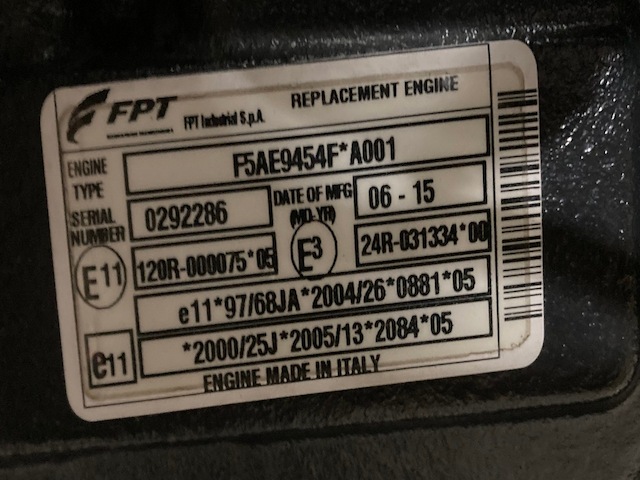 FPT
FPT Industrial S.p.A.
REPLACEMENT ENGINE
ENGINE TYPE
F5AE9454F*A001
SERIAL NUMBER
0292286
DATE OF MFG (MO-YR)
06 - 15
E11
120R-000075*05
E3
24R-031334*00
e11*97/68JA*2004/26*0881*05
e11
*2000/25J*2005/13*2084*05
ENGINE MADE IN ITALY